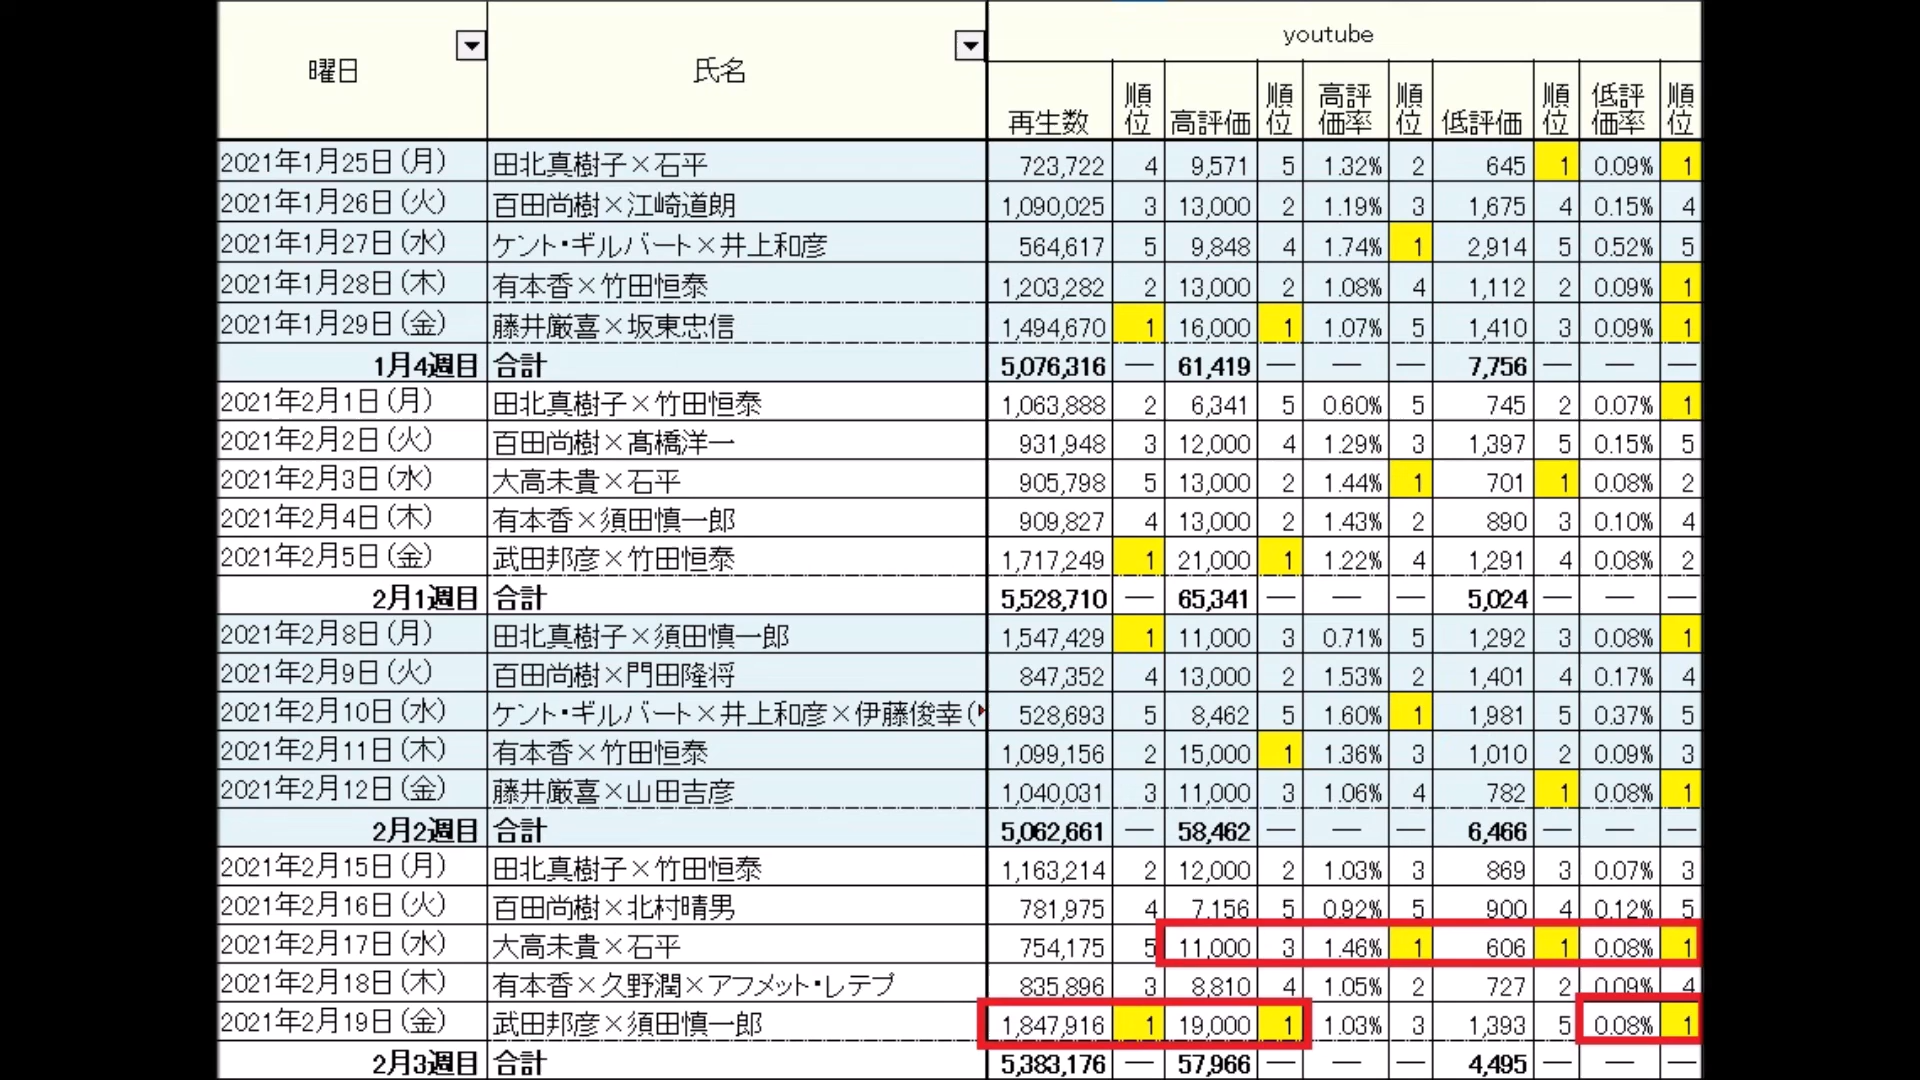 youtube
曜日 氏名 再生数 順位 高評価 順位 高評価率 順位 低評価 順位 低評価率 順位
2021年1月25日(月) 田北真樹子×石平 723,722 4 9,571 5 1.32% 2 645 1 0.09% 1
2021年1月26日(火) 百田尚樹×江崎道朗 1,090,025 3 13,000 2 1.19% 3 1,675 4 0.15% 4
2021年1月27日(水) ケント・ギルバート×井上和彦 564,617 5 9,848 4 1.74% 1 2,914 5 0.52% 5
2021年1月28日(木) 有本香×竹田恒泰 1,203,282 2 13,000 2 1.08% 4 1,112 2 0.09% 1
2021年1月29日(金) 藤井厳喜×坂東忠信 1,494,670 1 16,000 1 1.07% 5 1,410 3 0.09% 1
1月4週目 合計 5,076,316 — 61,419 — — — 7,756 — — —
2021年2月1日(月) 田北真樹子×竹田恒泰 1,063,888 2 6,341 5 0.60% 5 745 2 0.07% 1
2021年2月2日(火) 百田尚樹×髙橋洋一 931,948 3 12,000 4 1.29% 3 1,397 5 0.15% 5
2021年2月3日(水) 大高未貴×石平 905,798 5 13,000 2 1.44% 1 701 1 0.08% 2
2021年2月4日(木) 有本香×須田慎一郎 909,827 4 13,000 2 1.43% 2 890 3 0.10% 4
2021年2月5日(金) 武田邦彦×竹田恒泰 1,717,249 1 21,000 1 1.22% 4 1,291 4 0.08% 2
2月1週目 合計 5,528,710 — 65,341 — — — 5,024 — — —
2021年2月8日(月) 田北真樹子×須田慎一郎 1,547,429 1 11,000 3 0.71% 5 1,292 3 0.08% 1
2021年2月9日(火) 百田尚樹×門田隆将 847,352 4 13,000 2 1.53% 2 1,401 4 0.17% 4
2021年2月10日(水) ケント・ギルバート×井上和彦×伊藤俊幸( 528,693 5 8,462 5 1.60% 1 1,981 5 0.37% 5
2021年2月11日(木) 有本香×竹田恒泰 1,099,156 2 15,000 1 1.36% 3 1,010 2 0.09% 3
2021年2月12日(金) 藤井厳喜×山田吉彦 1,040,031 3 11,000 3 1.06% 4 782 1 0.08% 1
2月2週目 合計 5,062,661 — 58,462 — — — 6,466 — — —
2021年2月15日(月) 田北真樹子×竹田恒泰 1,163,214 2 12,000 2 1.03% 3 869 3 0.07% 3
2021年2月16日(火) 百田尚樹×北村晴男 781,975 4 7,156 5 0.92% 5 900 4 0.12% 5
2021年2月17日(水) 大高未貴×石平 754,175 5 11,000 3 1.46% 1 606 1 0.08% 1
2021年2月18日(木) 有本香×久野潤×アフメット・レテプ 835,896 3 8,810 4 1.05% 2 727 2 0.09% 4
2021年2月19日(金) 武田邦彦×須田慎一郎 1,847,916 1 19,000 1 1.03% 3 1,393 5 0.08% 1
2月3週目 合計 5,383,176 — 57,966 — — — 4,495 — — —